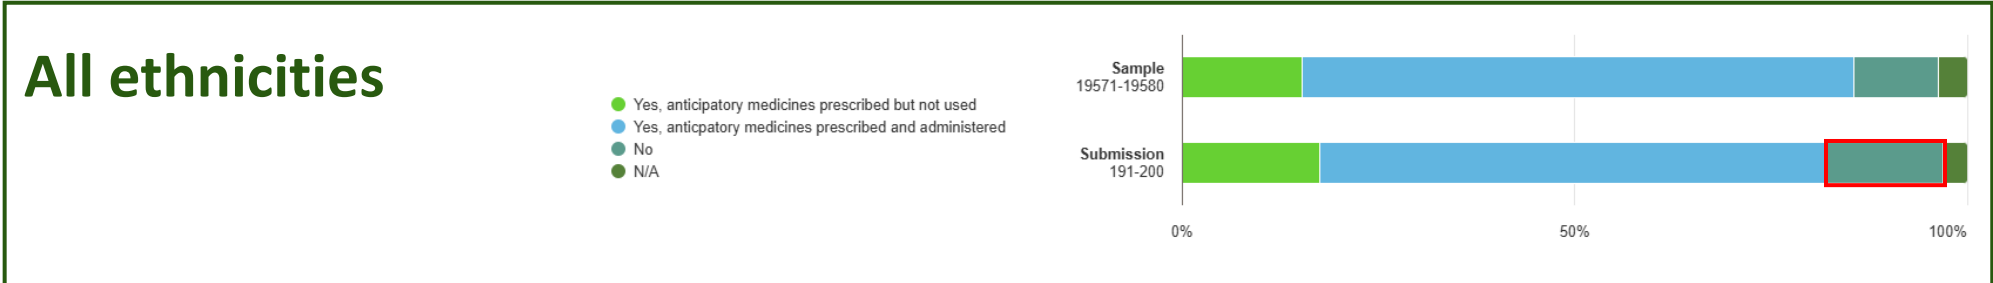 All ethnicities
Yes, anticipatory medicines prescribed but not used
Yes, anticpatory medicines prescribed and administered
No
N/A
Sample
19571-19580
Submission
191-200
0%
50%
100%